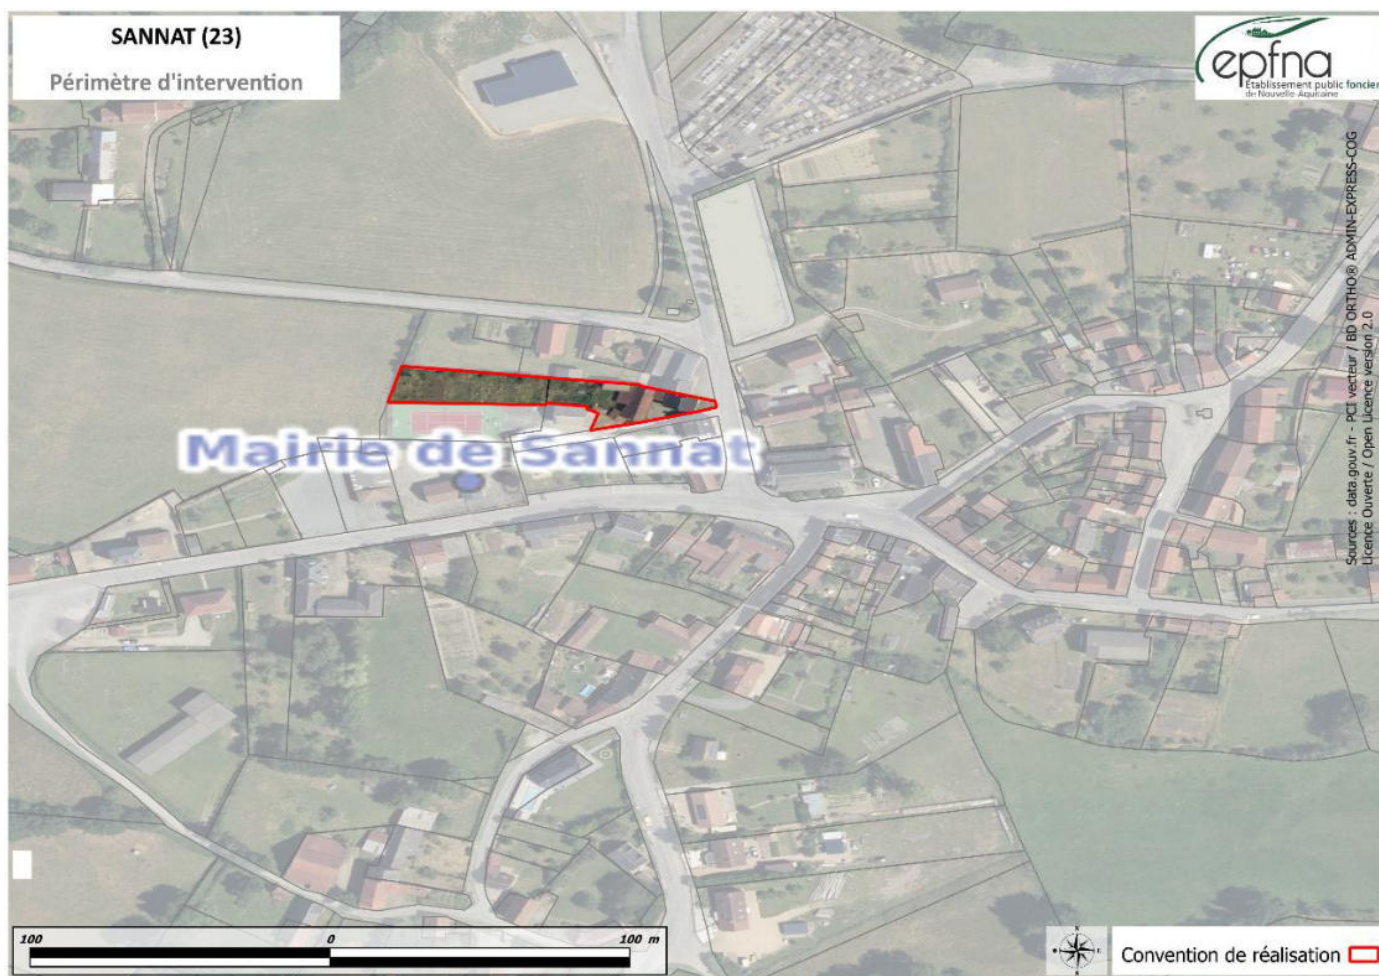 SANNAT (23)
Périmètre d'intervention
epfna
Établissement public foncier
de Nouvelle-Aquitaine
Sources : data.gouv.fr - PCI vecteur / BD ORTHO® ADMIN-EXPRESS-COG
Licence Ouverte / Open Licence version 2.0
Mairie de Sannat
100 0 100 m
Convention de réalisation